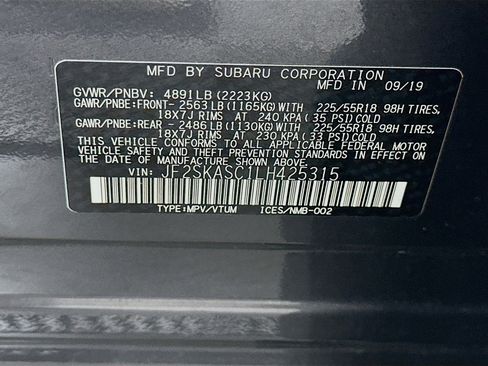 MFD BY SUBARU CORPORATION
MFD IN 09/19
GVWR/PNBV: 4891LB(2223KG)
GAWR/PNBE:FRONT- 2563LB(1165KG)WITH 225/55R18 98H TIRES,
18X7J RIMS AT 240 KPA(35 PSI)COLD
GAWR/PNBE:REAR - 2486LB(1130KG)WITH 225/55R18 98H TIRES,
18X7J RIMS AT 230 KPA(33 PSI)COLD
THIS VEHICLE CONFORMS TO ALL APPLICABLE FEDERAL MOTOR
VEHICLE SAFETY AND THEFT PREVENTION STANDARDS
IN EFFECT ON THE DATE OF MANUFACTURE SHOWN ABOVE.
VIN: JF2SKASC1LH425315
TYPE:MPV/VTUM ICES/NMB-002